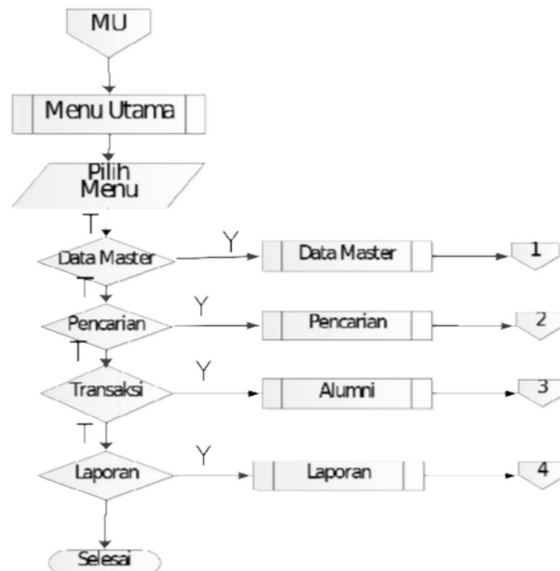 MU
Menu Utama
Pilih
Menu
T
Data Master
Y
Data Master
1
T
Pencarian
Y
Pencarian
2
T
Transaksi
Y
Alumni
3
T
Laporan
Y
Laporan
4
Selesai